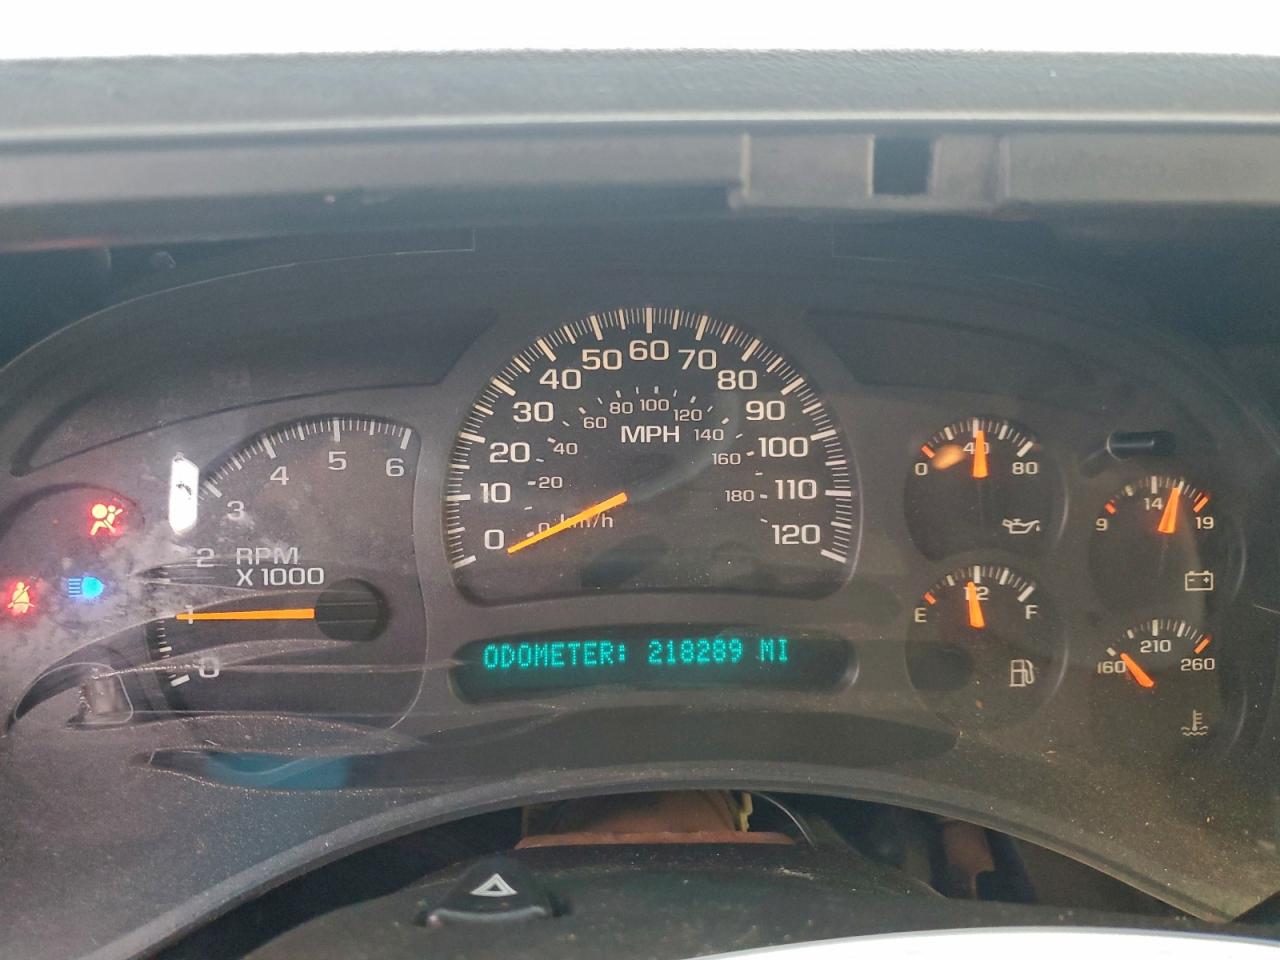 0 1 2 3 4 5 6
RPM
X 1000
0 10 20 30 40 50 60 70 80 90 100 110 120
MPH
0 20 40 60 80 100 120 140 160 180
km/h
ODOMETER: 218289 MI
0 40 80
E 1/2 F
9 14 19
160 210 260